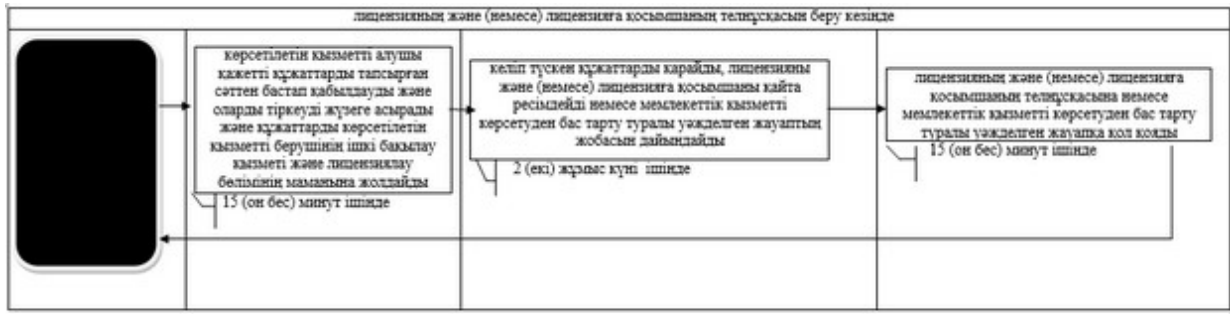 лицензияның және (немесе) лицензияға қосымшаның телнұсқасын беру кезінде
көрсетілетін қызметті алушы
қажетті құжаттарды тапсырған
сәттен бастап қабылдауды және
оларды тіркеуді жүзеге асырады
және құжаттарды көрсетілетін
қызметті берушінің ішкі бақылау
қызметі және лицензиялау
бөлімінің маманына жолдайды
15 (он бес) минут ішінде
келіп түскен құжаттарды қарайды, лицензияны
және (немесе) лицензияға қосымшаны қайта
ресімдейді немесе мемлекеттік қызметті
көрсетуден бас тарту туралы уәжделген жауаптың
жобасын дайындайды
2 (екі) жұмыс күні ішінде
лицензияның және (немесе) лицензияға
қосымшаның телнұсқасына немесе
мемлекеттік қызметті көрсетуден бас тарту
туралы уәжделген жауапқа қол қояды
15 (он бес) минут ішінде